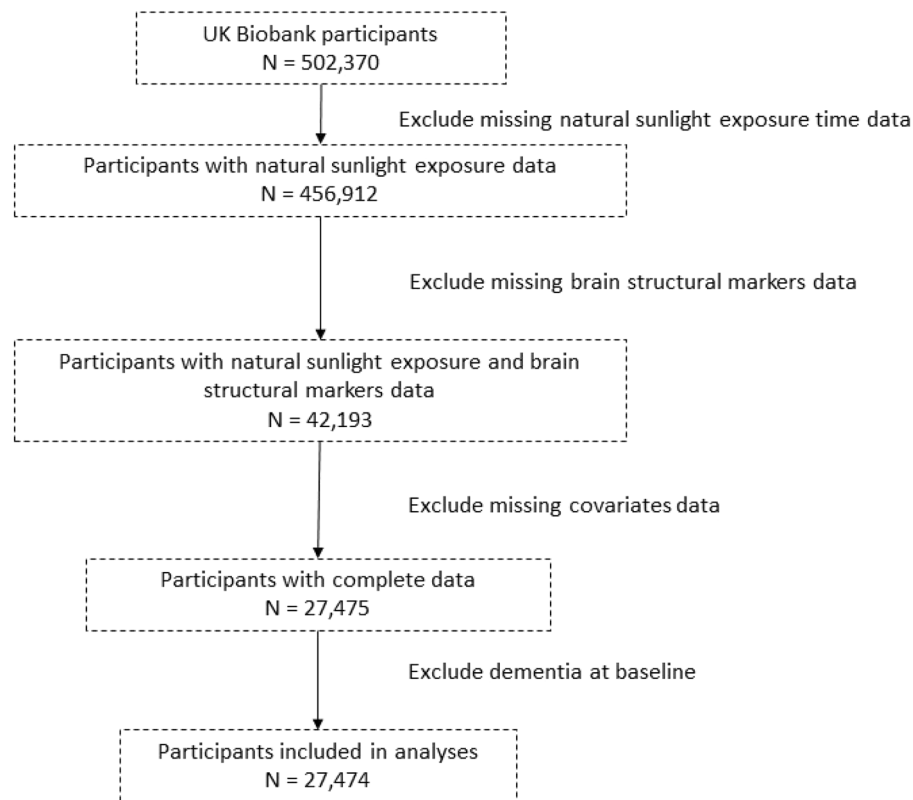 UK Biobank participants
N = 502,370
Exclude missing natural sunlight exposure time data
Participants with natural sunlight exposure data
N = 456,912
Exclude missing brain structural markers data
Participants with natural sunlight exposure and brain
structural markers data
N = 42,193
Exclude missing covariates data
Participants with complete data
N = 27,475
Exclude dementia at baseline
Participants included in analyses
N = 27,474